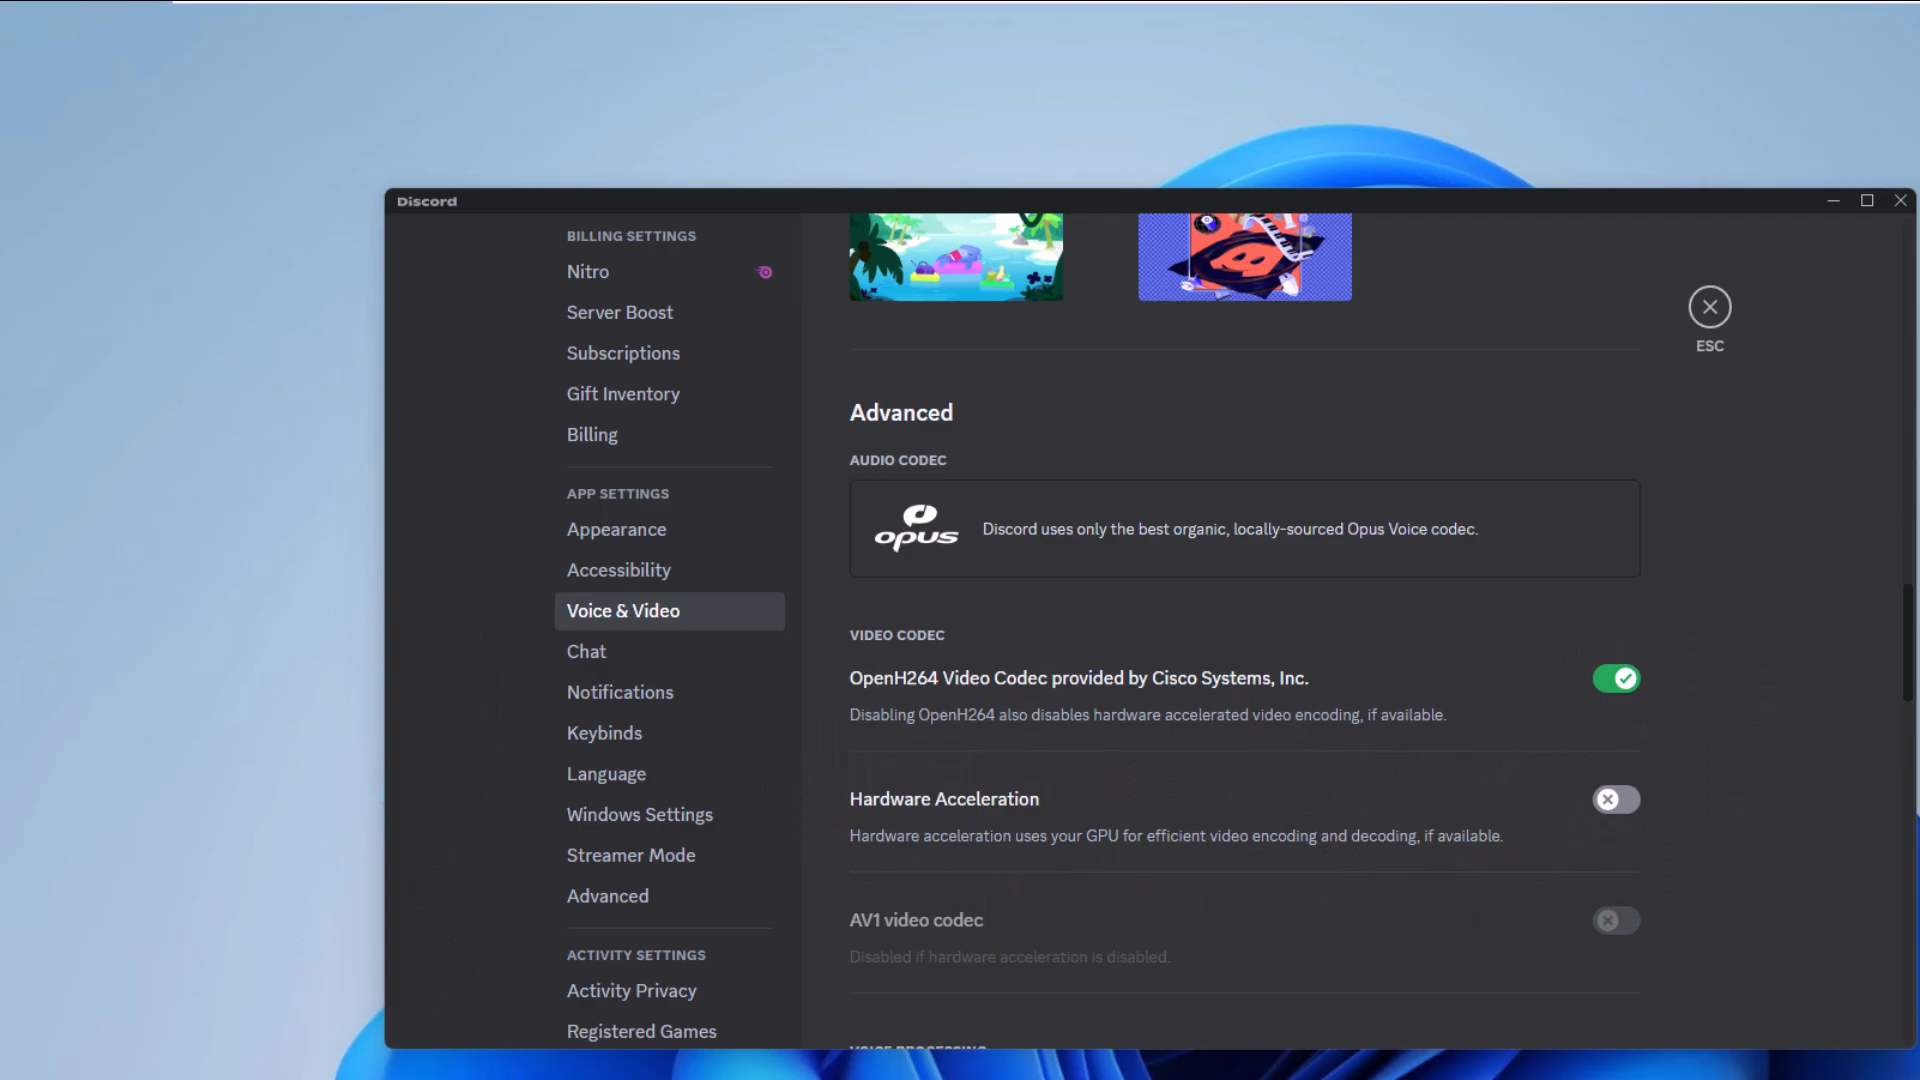 Discord
BILLING SETTINGS
Nitro
Server Boost
Subscriptions
Gift Inventory
Billing
APP SETTINGS
Appearance
Accessibility
Voice & Video
Chat
Notifications
Keybinds
Language
Windows Settings
Streamer Mode
Advanced
ACTIVITY SETTINGS
Activity Privacy
Registered Games
ESC
Advanced
AUDIO CODEC
opus
Discord uses only the best organic, locally-sourced Opus Voice codec.
VIDEO CODEC
OpenH264 Video Codec provided by Cisco Systems, Inc.
Disabling OpenH264 also disables hardware accelerated video encoding, if available.
Hardware Acceleration
Hardware acceleration uses your GPU for efficient video encoding and decoding, if available.
AV1 video codec
Disabled if hardware acceleration is disabled.
VOICE PROCESSING